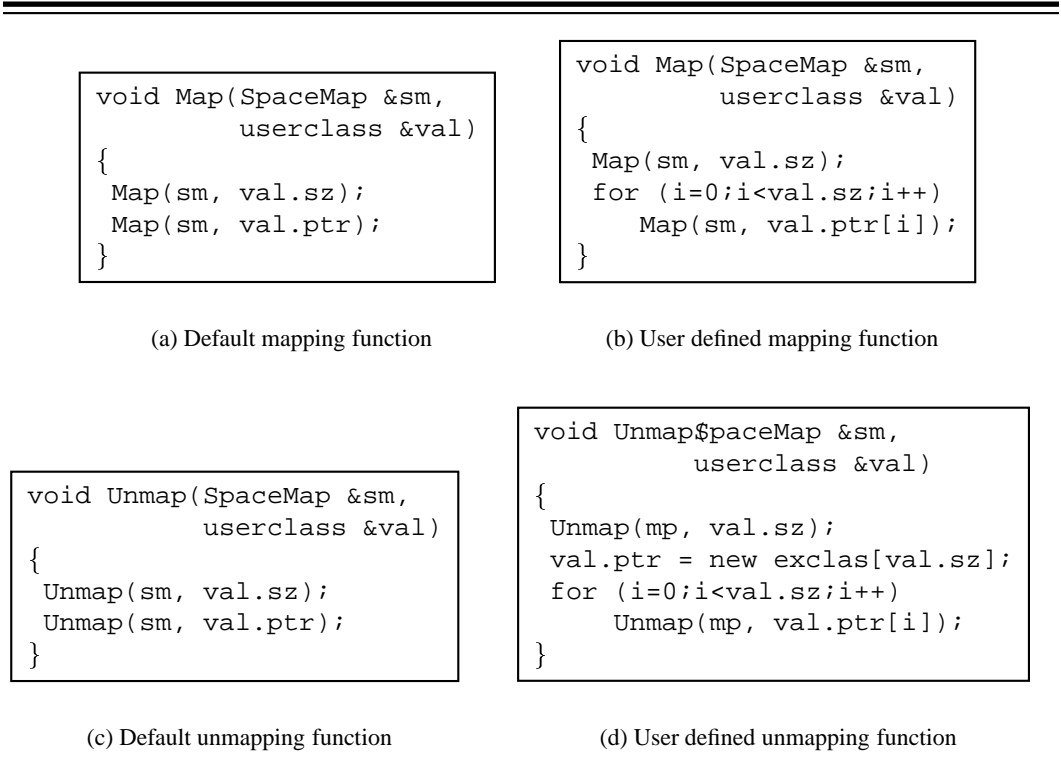 void Map(SpaceMap &sm,
userclass &val)
{
Map(sm, val.sz);
Map(sm, val.ptr);
}
(a) Default mapping function
void Map(SpaceMap &sm,
userclass &val)
{
Map(sm, val.sz);
for (i=0;i<val.sz;i++)
Map(sm, val.ptr[i]);
}
(b) User defined mapping function
void Unmap(SpaceMap &sm,
userclass &val)
{
Unmap(sm, val.sz);
Unmap(sm, val.ptr);
}
(c) Default unmapping function
void Unmap$paceMap &sm,
userclass &val)
{
Unmap(mp, val.sz);
val.ptr = new exclas[val.sz];
for (i=0;i<val.sz;i++)
Unmap(mp, val.ptr[i]);
}
(d) User defined unmapping function